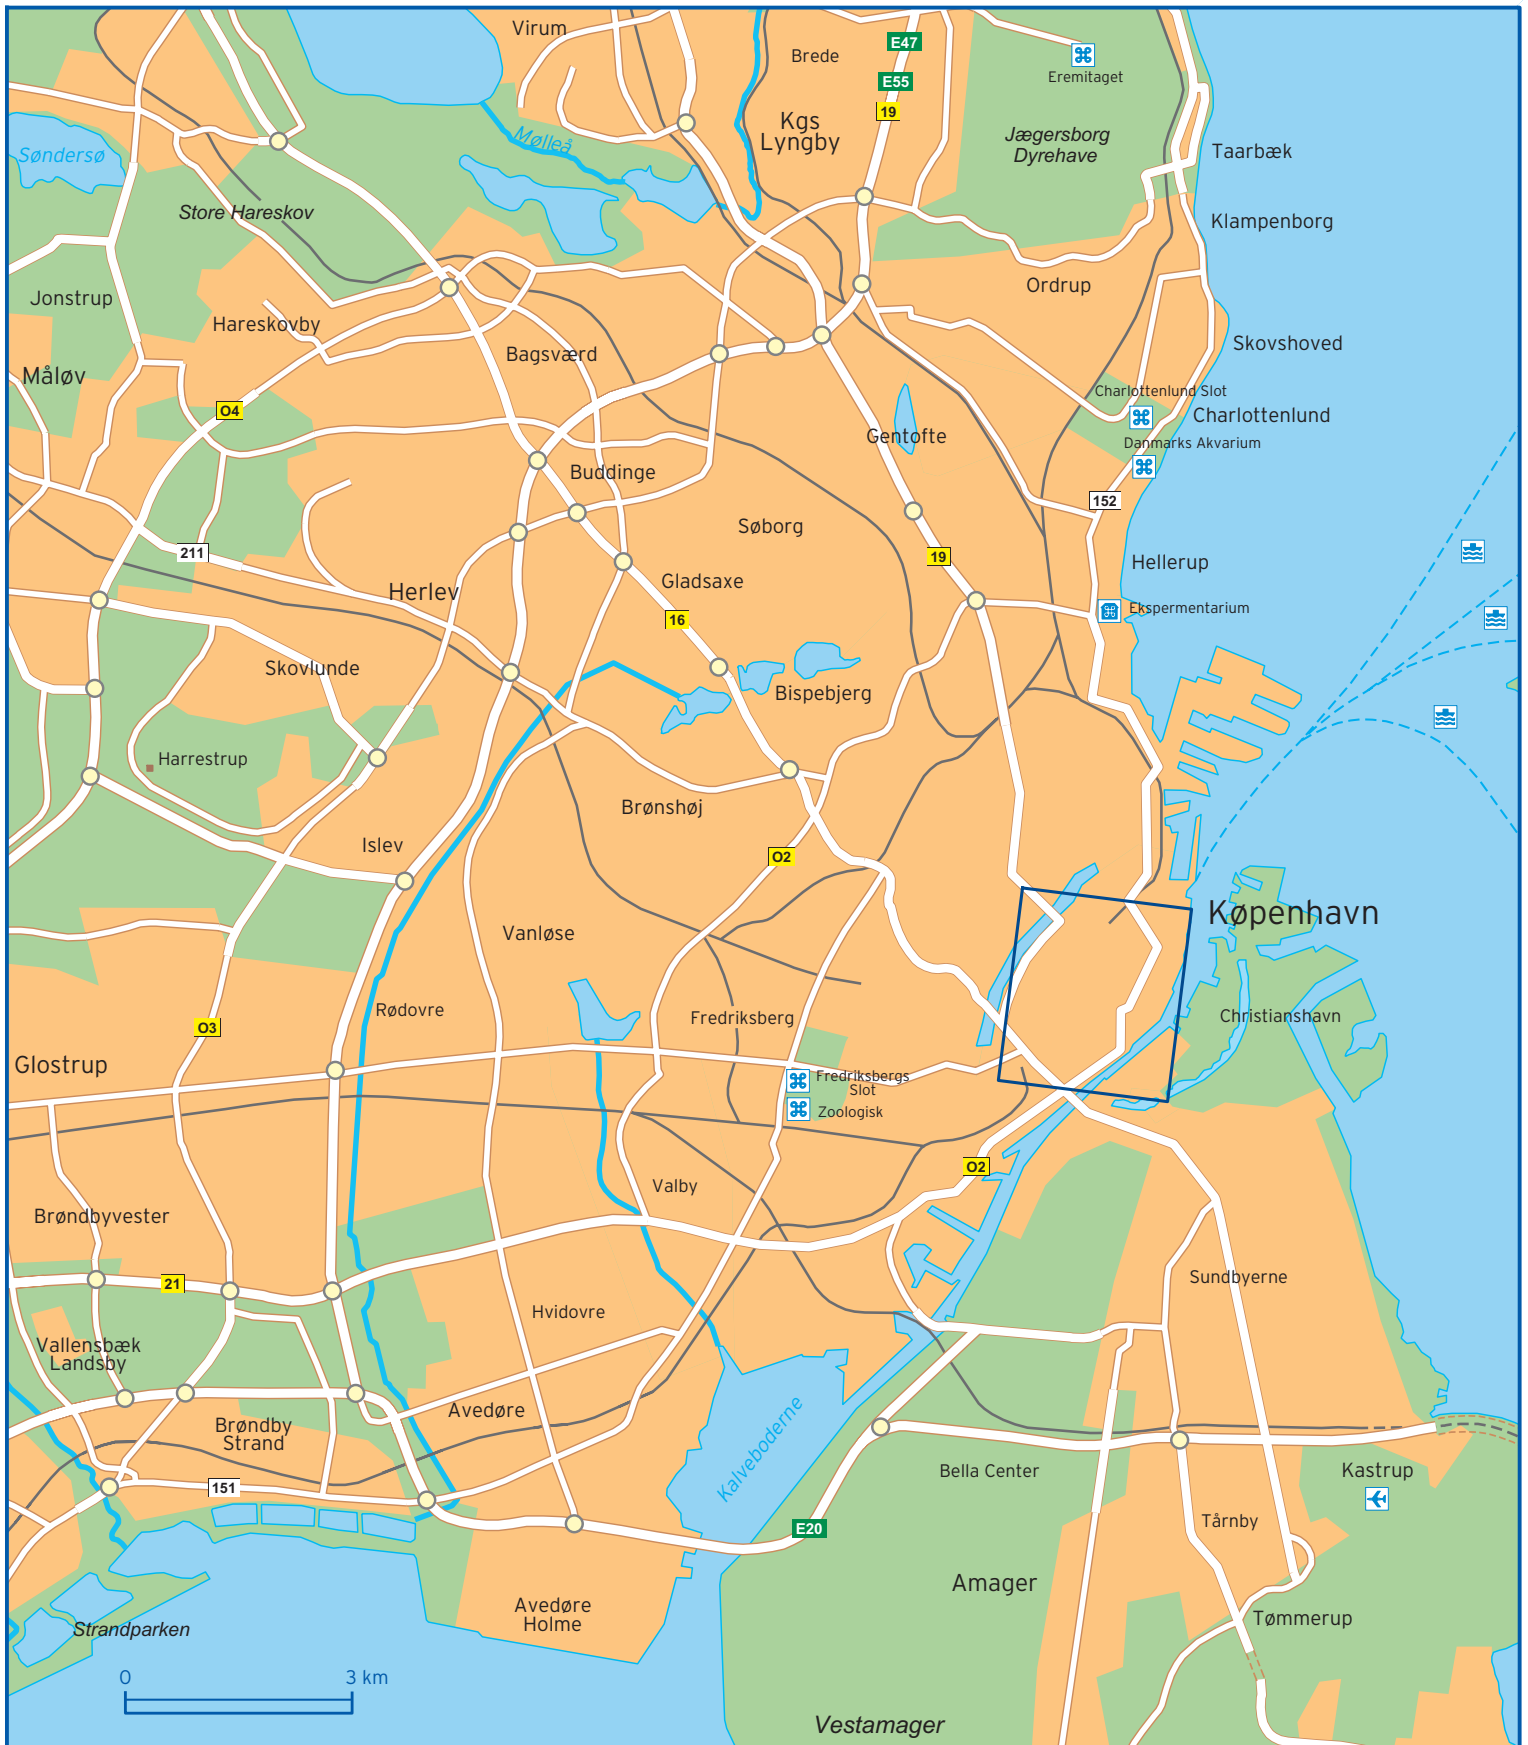 Virum
Brede
E47
E55
19
Eremitaget
Kgs
Lyngby
Jægersborg
Dyrehave
Mølleå
Søndersø
Taarbæk
Store Hareskov
Klampenborg
Jonstrup
Ordrup
Hareskovby
Bagsværd
Skovshoved
Måløv
Charlottenlund Slot
O4
Charlottenlund
Gentofte
Danmarks Akvarium
Buddinge
152
Søborg
211
19
Hellerup
Herlev
Gladsaxe
Ekspermentarium
16
Skovlunde
Bispebjerg
Harrestrup
Brønshøj
Islev
O2
København
Vanløse
Rødovre
Fredriksberg
Christianshavn
O3
Glostrup
Fredriksbergs
Slot
Zoologisk
O2
Valby
Brøndbyvester
21
Sundbyerne
Hvidovre
Vallensbæk
Landsby
Avedøre
Brøndby
Strand
Kalveboderne
Bella Center
Kastrup
151
E20
Tårnby
Amager
Avedøre
Holme
Tømmerup
Strandparken
0
3 km
Vestamager